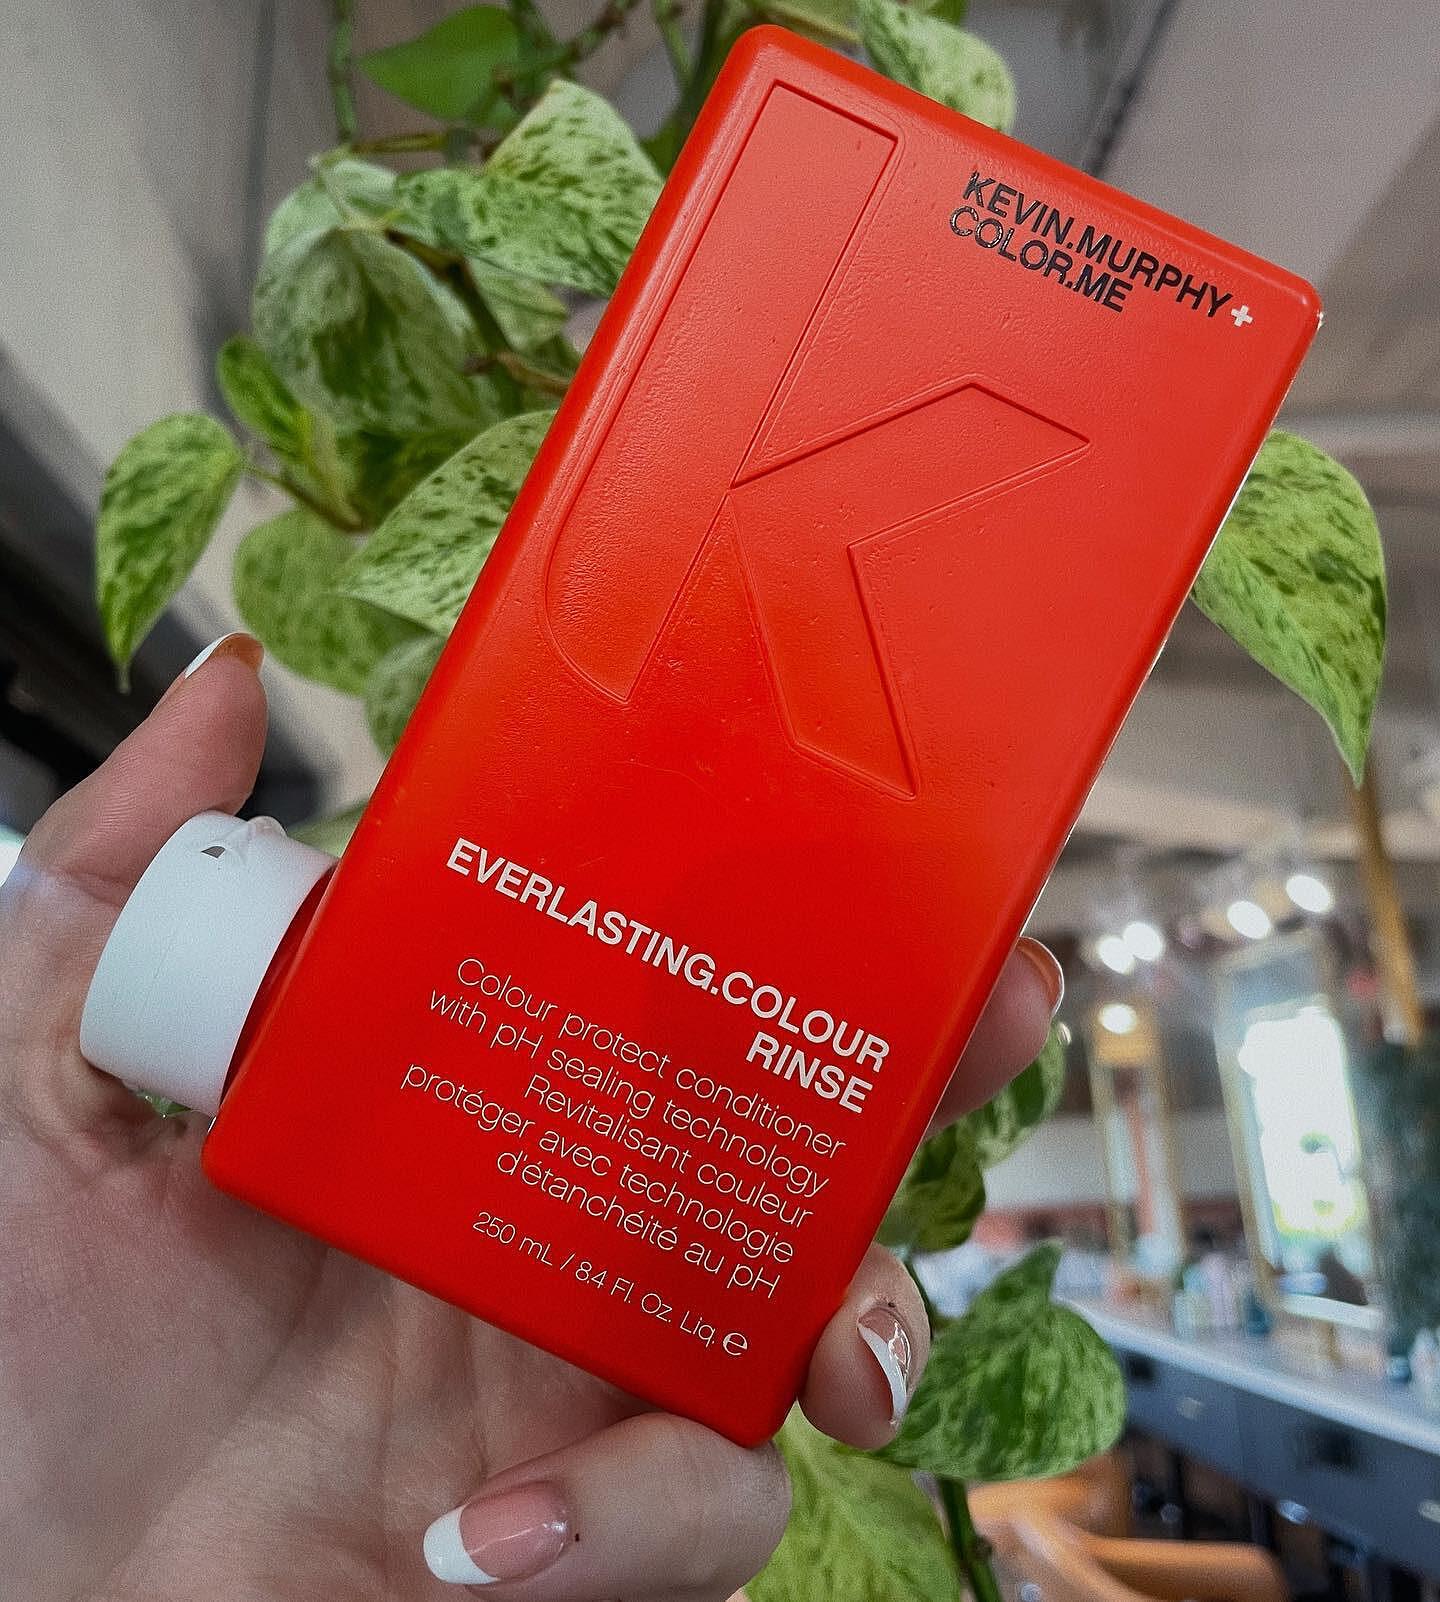 KEVIN.MURPHY+
COLOR.ME
EVERLASTING.COLOUR
RINSE
Colour protect conditioner
with pH sealing technology
Revitalisant couleur
protéger avec technologie
d'étanchéité au pH
250 mL / 8.4 Fl. Oz. Liq. e